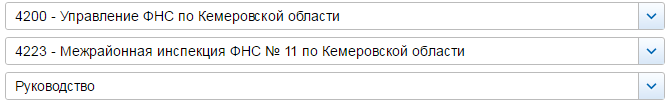 4200 - Управление ФНС по Кемеровской области
4223 - Межрайонная инспекция ФНС № 11 по Кемеровской области
Руководство